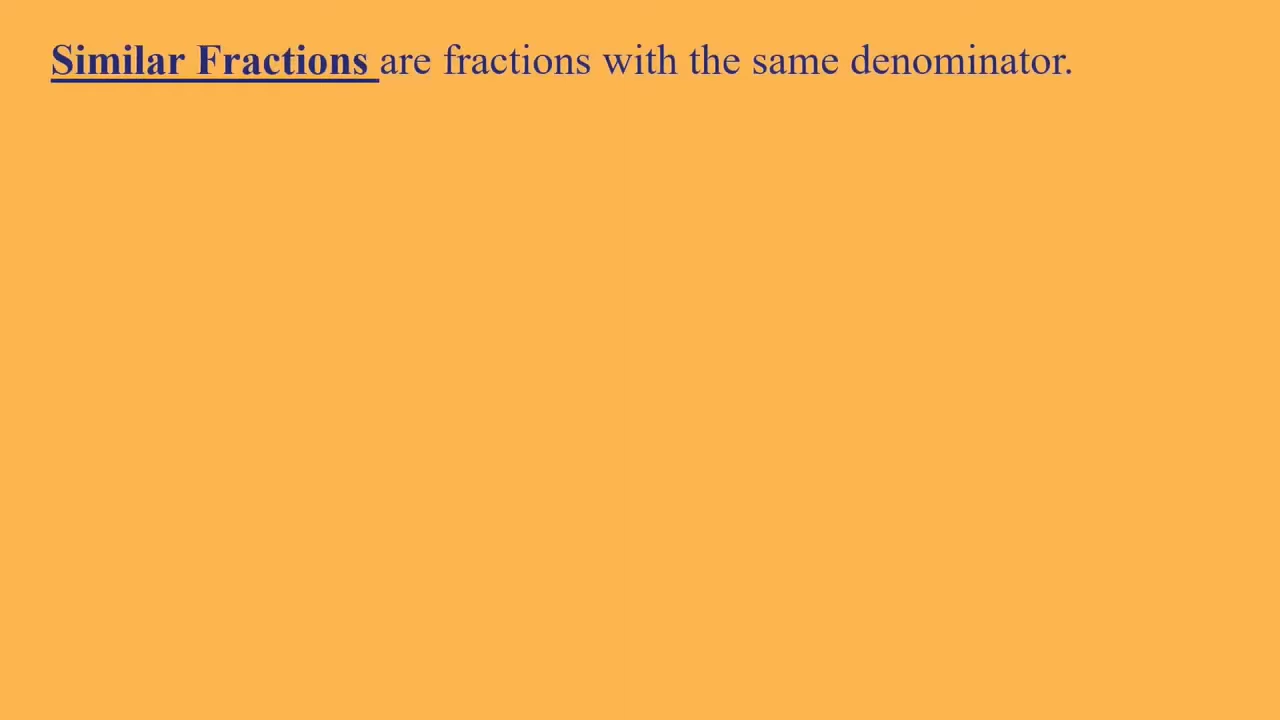 Similar Fractions are fractions with the same denominator.